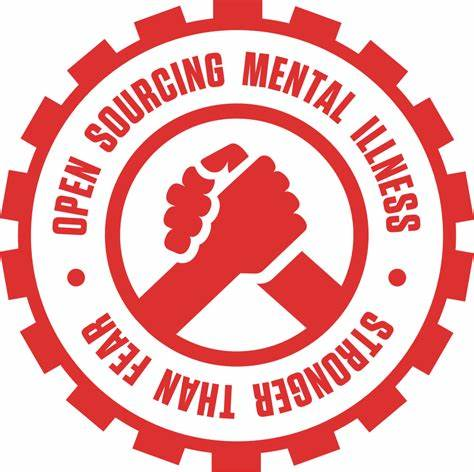 OPEN SOURCING MENTAL ILLNESS
STRONGER THAN FEAR